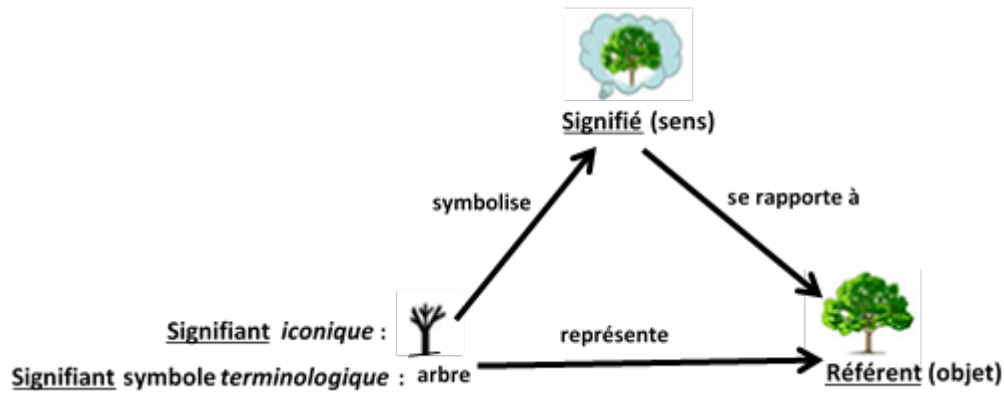 Signifié (sens)
symbolise
se rapporte à
Signifiant iconique :
représente
Signifiant symbole terminologique : arbre
Référent (objet)